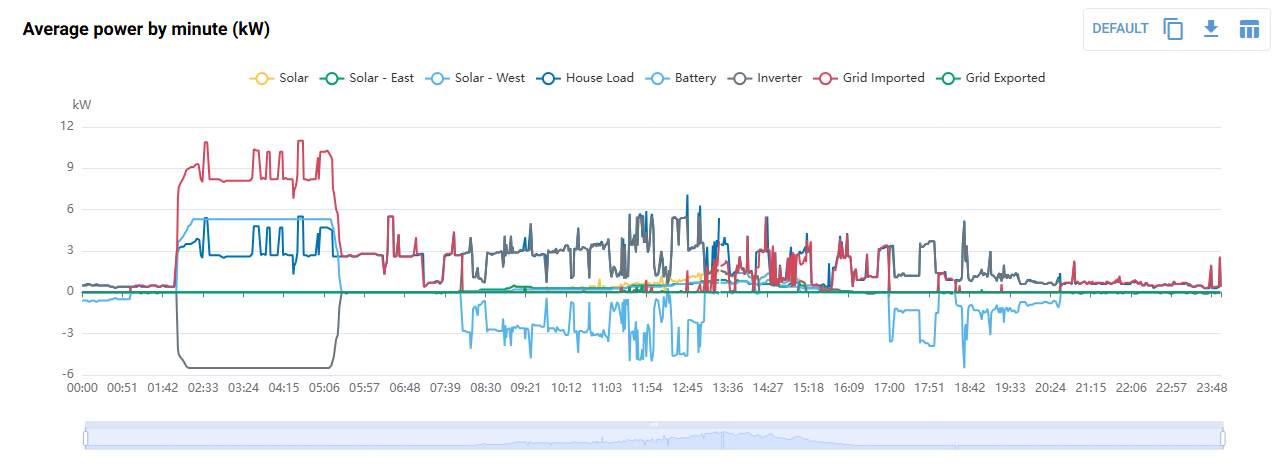 Average power by minute (kW)
DEFAULT
Solar Solar - East Solar - West House Load Battery Inverter Grid Imported Grid Exported
kW
12
9
6
3
0
-3
-6
00:00 00:51 01:42 02:33 03:24 04:15 05:06 05:57 06:48 07:39 08:30 09:21 10:12 11:03 11:54 12:45 13:36 14:27 15:18 16:09 17:00 17:51 18:42 19:33 20:24 21:15 22:06 22:57 23:48